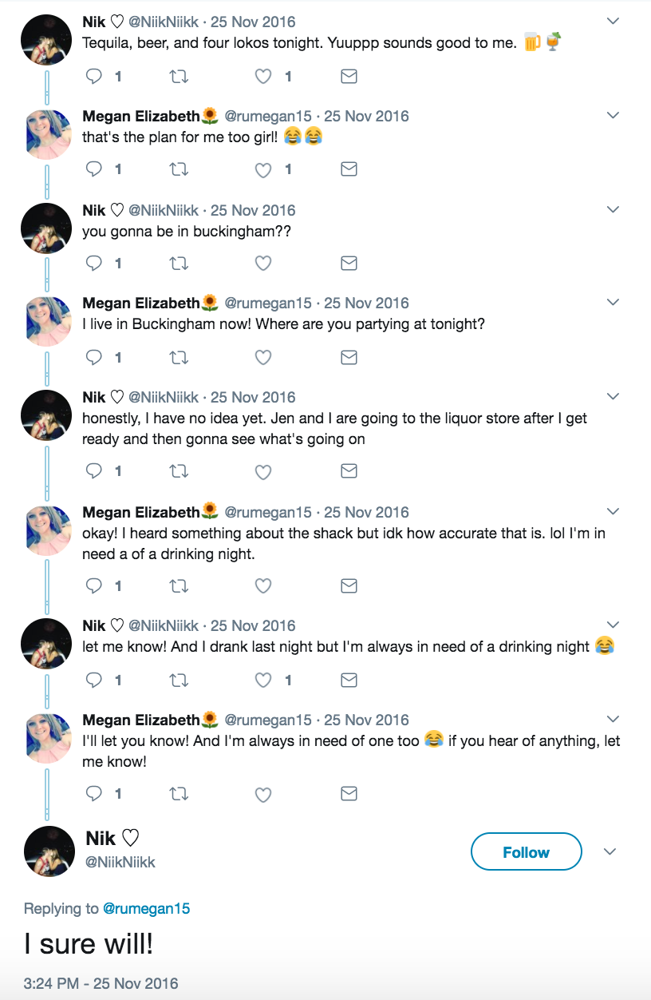 Nik ♡ @NiikNiikk · 25 Nov 2016
Tequila, beer, and four lokos tonight. Yuuppp sounds good to me. 🍺🍹
1 1
Megan Elizabeth🌻 @rumegan15 · 25 Nov 2016
that's the plan for me too girl! 😂😂
1 1
Nik ♡ @NiikNiikk · 25 Nov 2016
you gonna be in buckingham??
1
Megan Elizabeth🌻 @rumegan15 · 25 Nov 2016
I live in Buckingham now! Where are you partying at tonight?
1
Nik ♡ @NiikNiikk · 25 Nov 2016
honestly, I have no idea yet. Jen and I are going to the liquor store after I get
ready and then gonna see what's going on
1
Megan Elizabeth🌻 @rumegan15 · 25 Nov 2016
okay! I heard something about the shack but idk how accurate that is. lol I'm in
need a of a drinking night.
1
Nik ♡ @NiikNiikk · 25 Nov 2016
let me know! And I drank last night but I'm always in need of a drinking night 😂
1 1
Megan Elizabeth🌻 @rumegan15 · 25 Nov 2016
I'll let you know! And I'm always in need of one too 😂 if you hear of anything, let
me know!
1
Nik ♡
@NiikNiikk
Follow
Replying to @rumegan15
I sure will!
3:24 PM - 25 Nov 2016